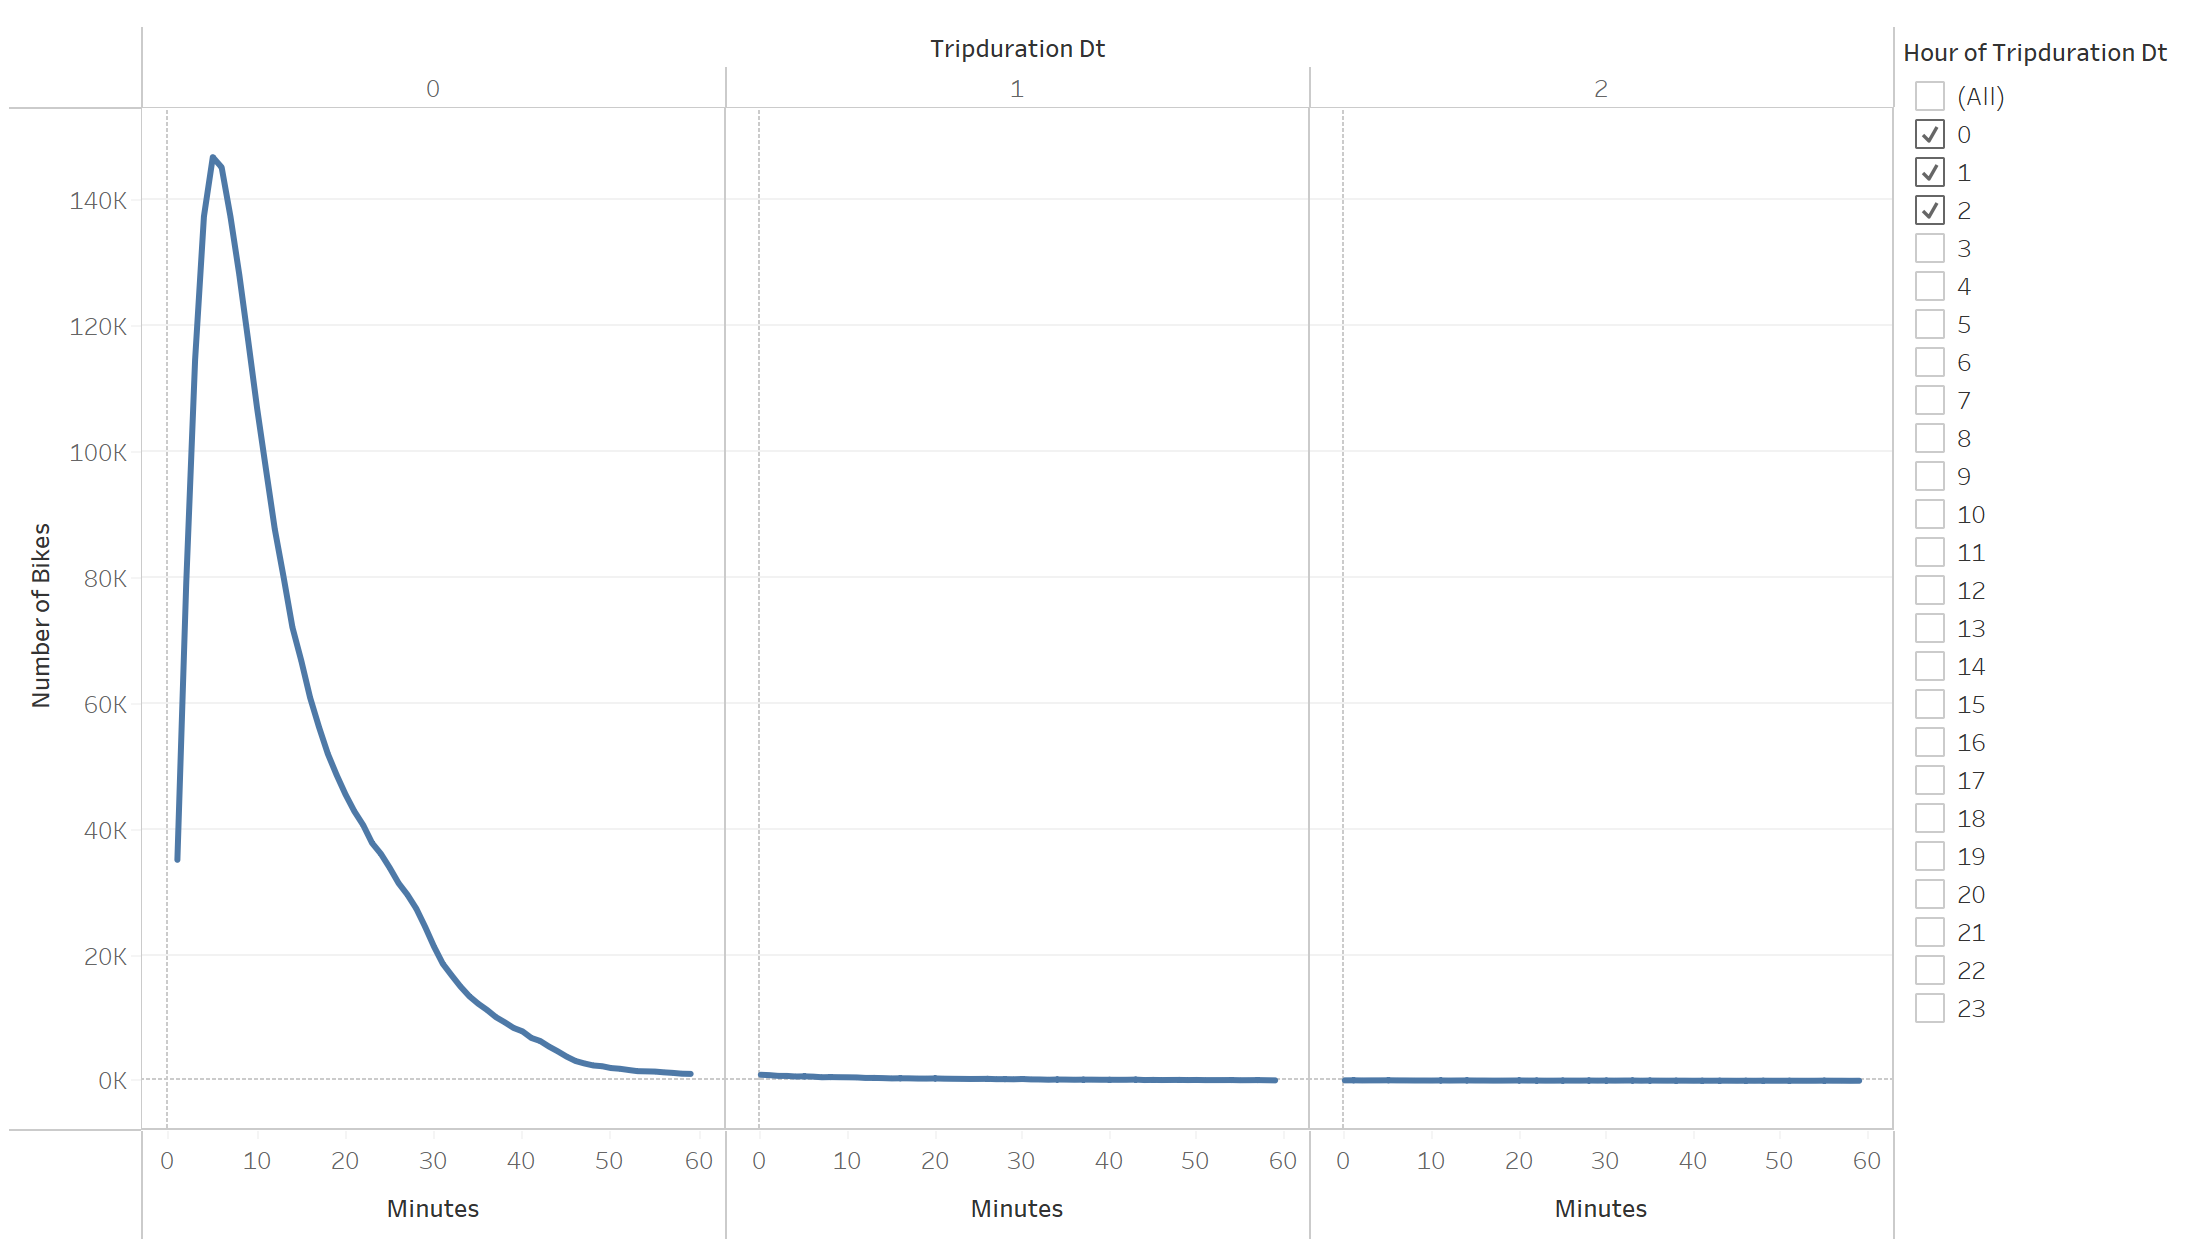 Tripduration Dt
0 1 2
140K
120K
100K
80K
60K
40K
20K
0K
Number of Bikes
0 10 20 30 40 50 60 0 10 20 30 40 50 60 0 10 20 30 40 50 60
Minutes Minutes Minutes
Hour of Tripduration Dt
(All)
0
1
2
3
4
5
6
7
8
9
10
11
12
13
14
15
16
17
18
19
20
21
22
23